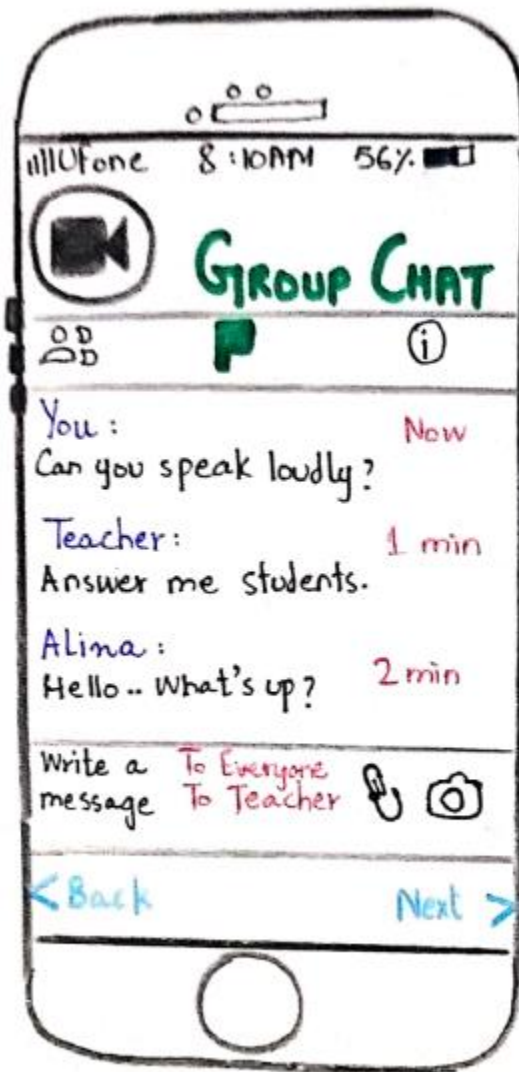 Ufone 8:10AM 56%
GROUP CHAT
i
You: Now
Can you speak loudly?
Teacher: 1 min
Answer me students.
Alina: 2 min
Hello.. What's up?
Write a To Everyone
message To Teacher
< Back Next >